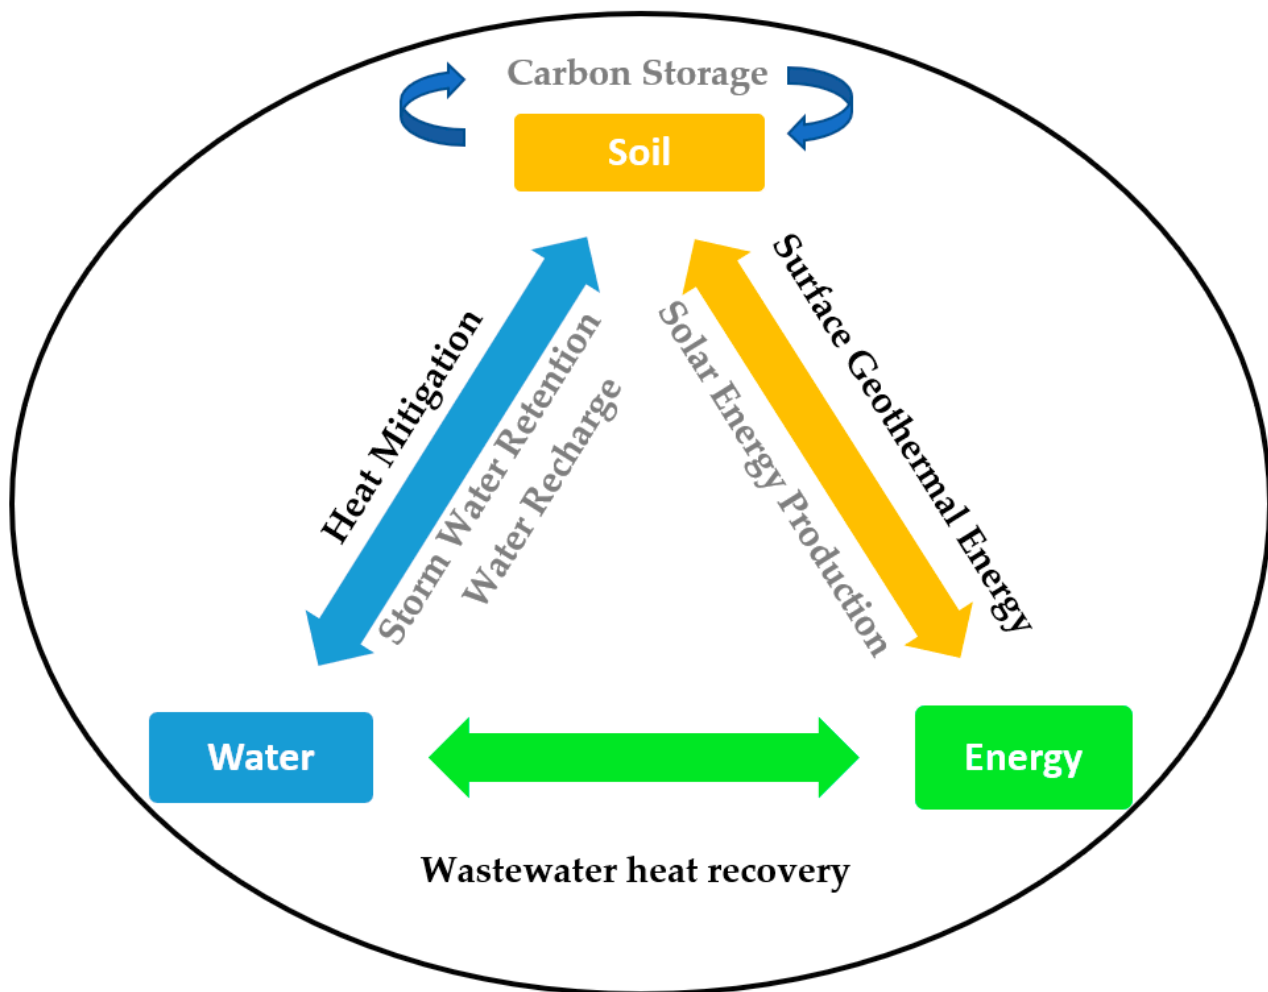 Carbon Storage
Soil
Heat Mitigation
Storm Water Retention
Water Recharge
Solar Energy Production
Surface Geothermal Energy
Water
Energy
Wastewater heat recovery